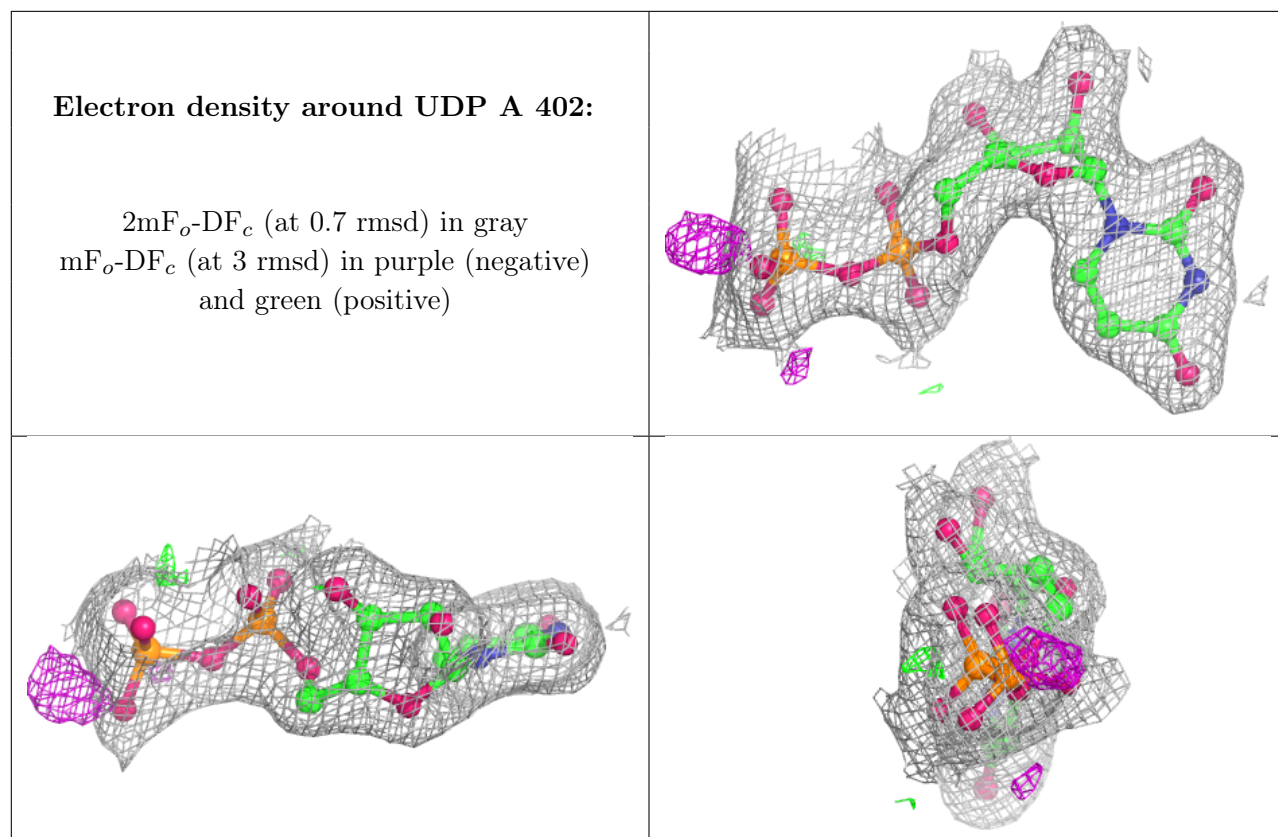 Electron density around UDP A 402:
2mFo-DFc (at 0.7 rmsd) in gray
mFo-DFc (at 3 rmsd) in purple (negative)
and green (positive)